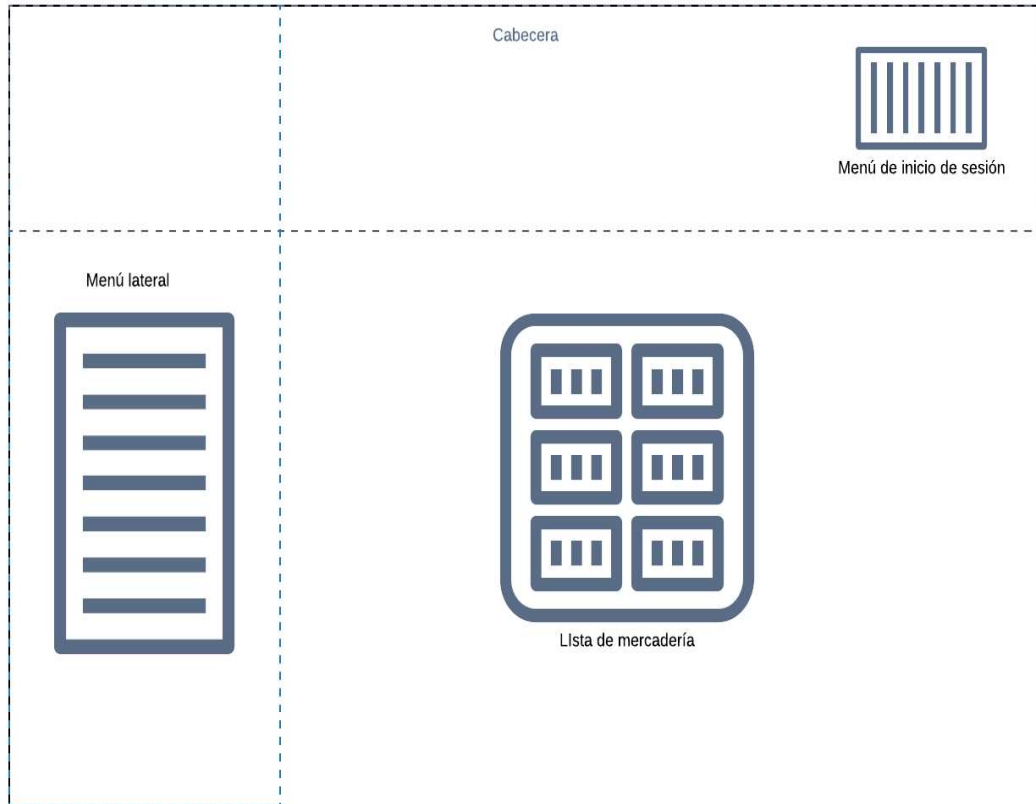 Cabecera
Menú de inicio de sesión
Menú lateral
LIsta de mercadería